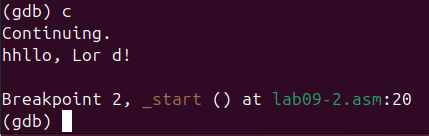 (gdb) c
Continuing.
hhllo, Lor d!
Breakpoint 2, _start () at lab09-2.asm:20
(gdb)